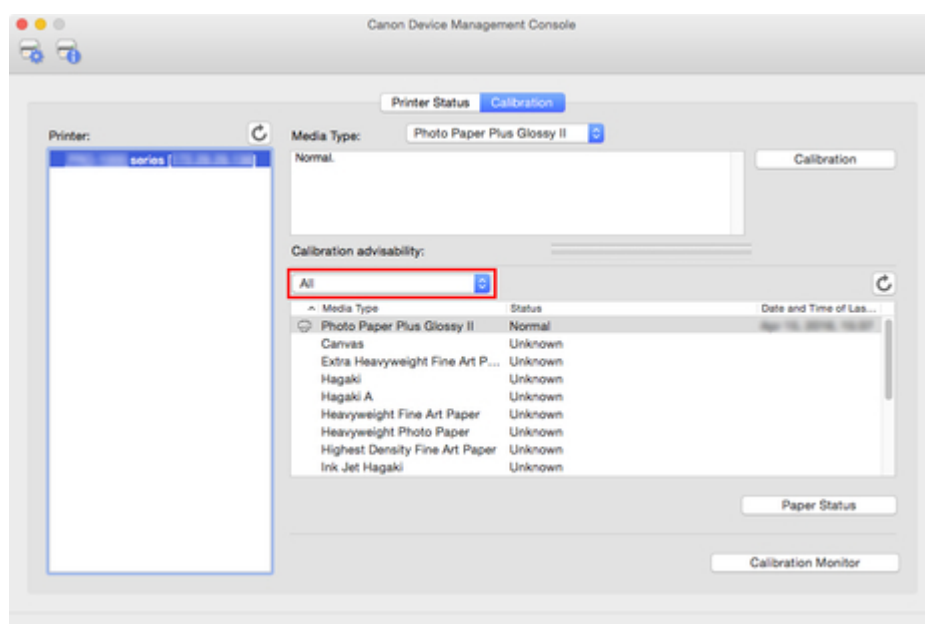 Canon Device Management Console
Printer Status Calibration
Printer:
series [
Media Type: Photo Paper Plus Glossy II
Normal.
Calibration
Calibration advisability:
All
Media Type Status Date and Time of Las...
Photo Paper Plus Glossy II Normal
Canvas Unknown
Extra Heavyweight Fine Art P... Unknown
Hagaki Unknown
Hagaki A Unknown
Heavyweight Fine Art Paper Unknown
Heavyweight Photo Paper Unknown
Highest Density Fine Art Paper Unknown
Ink Jet Hagaki Unknown
Paper Status
Calibration Monitor